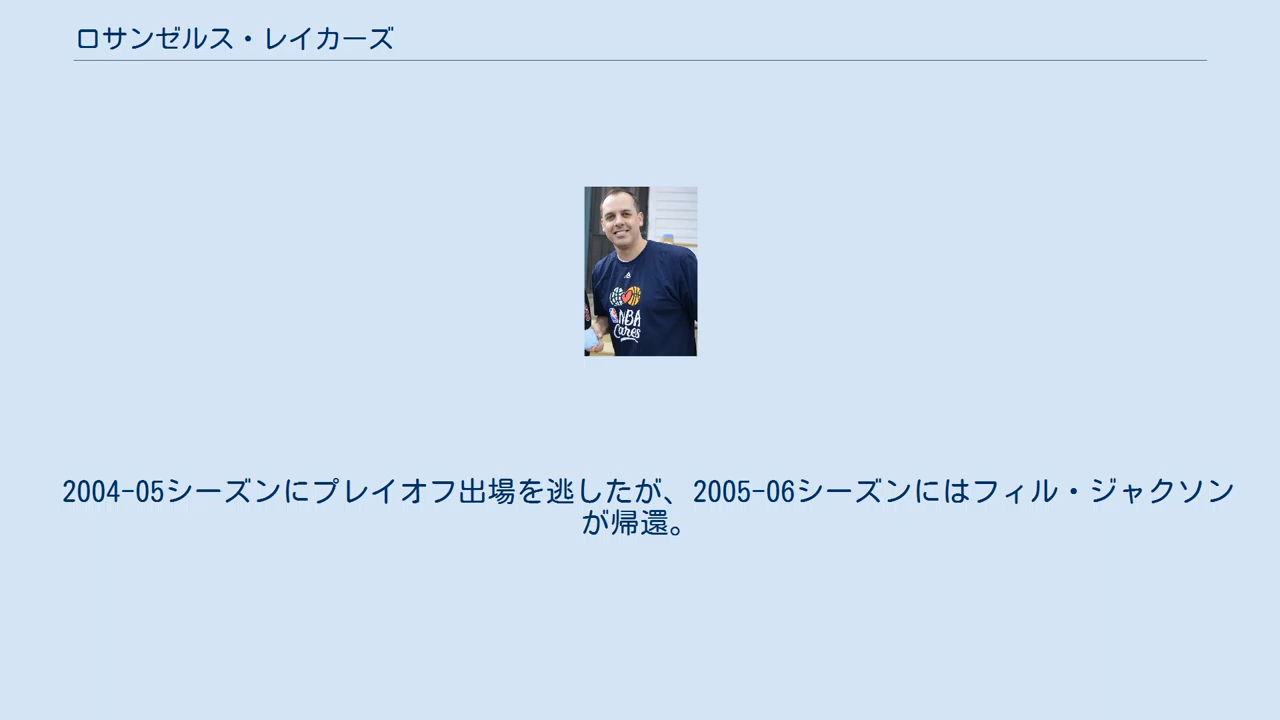 ロサンゼルス・レイカーズ
NBA
Cares
2004-05シーズンにプレイオフ出場を逃したが、2005-06シーズンにはフィル・ジャクソン
が帰還。